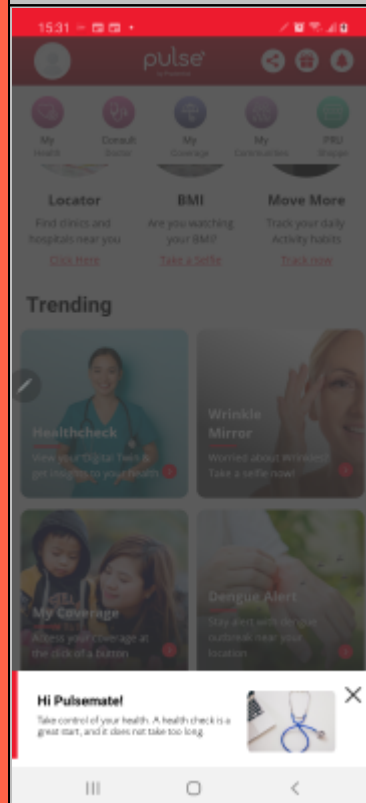 15:31
pulse
by Prudential
My
Health
Consult
Doctor
My
Coverage
My
Communities
PRU
Shoppe
Locator
Find clinics and
hospitals near you
Click Here
BMI
Are you watching
your BMI?
Take a Selfie
Move More
Track your daily
Activity habits
Track now
Trending
Healthcheck
View your Digital Twin &
get insights to your health
Wrinkle
Mirror
Worried about Wrinkles?
Take a selfie now!
My Coverage
Access your coverage at
the click of a button
Dengue Alert
Stay alert with dengue
outbreak near your
location
Hi Pulsemate!
Take control of your health. A health check is a
great start, and it does not take too long